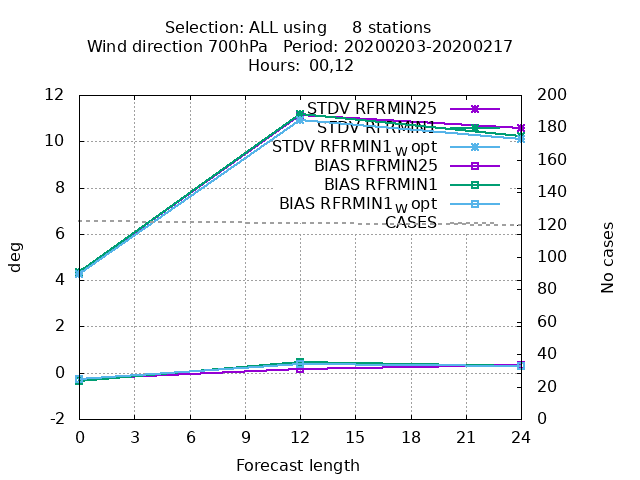 Selection: ALL using 8 stations
Wind direction 700hPa Period: 20200203-20200217
Hours: 00,12
12 200
10 180
8 160
6 140
4 120
2 100
0 80
-2 60
40
20
0
deg
No cases
STDV RFRMIN25
STDV RFRMIN1
STDV RFRMIN1w opt
BIAS RFRMIN25
BIAS RFRMIN1
BIAS RFRMIN1w opt
CASES
0 3 6 9 12 15 18 21 24
Forecast length